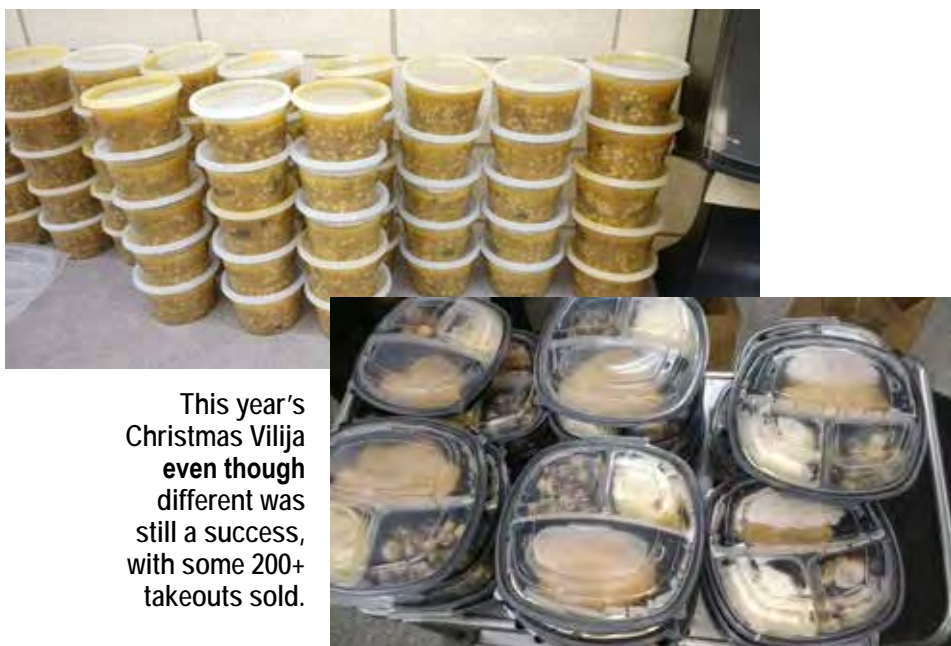 This year's
Christmas Vilija
even though
different was
still a success,
with some 200+
takeouts sold.